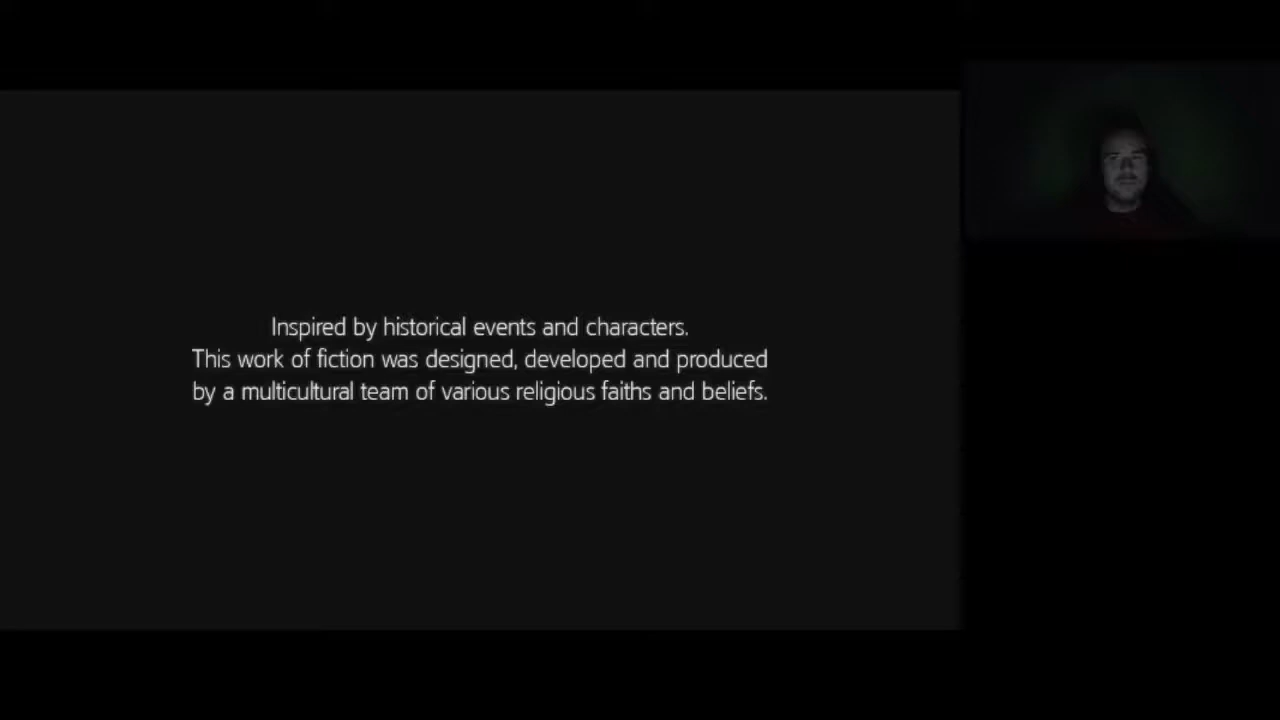 Inspired by historical events and characters.
This work of fiction was designed, developed and produced
by a multicultural team of various religious faiths and beliefs.